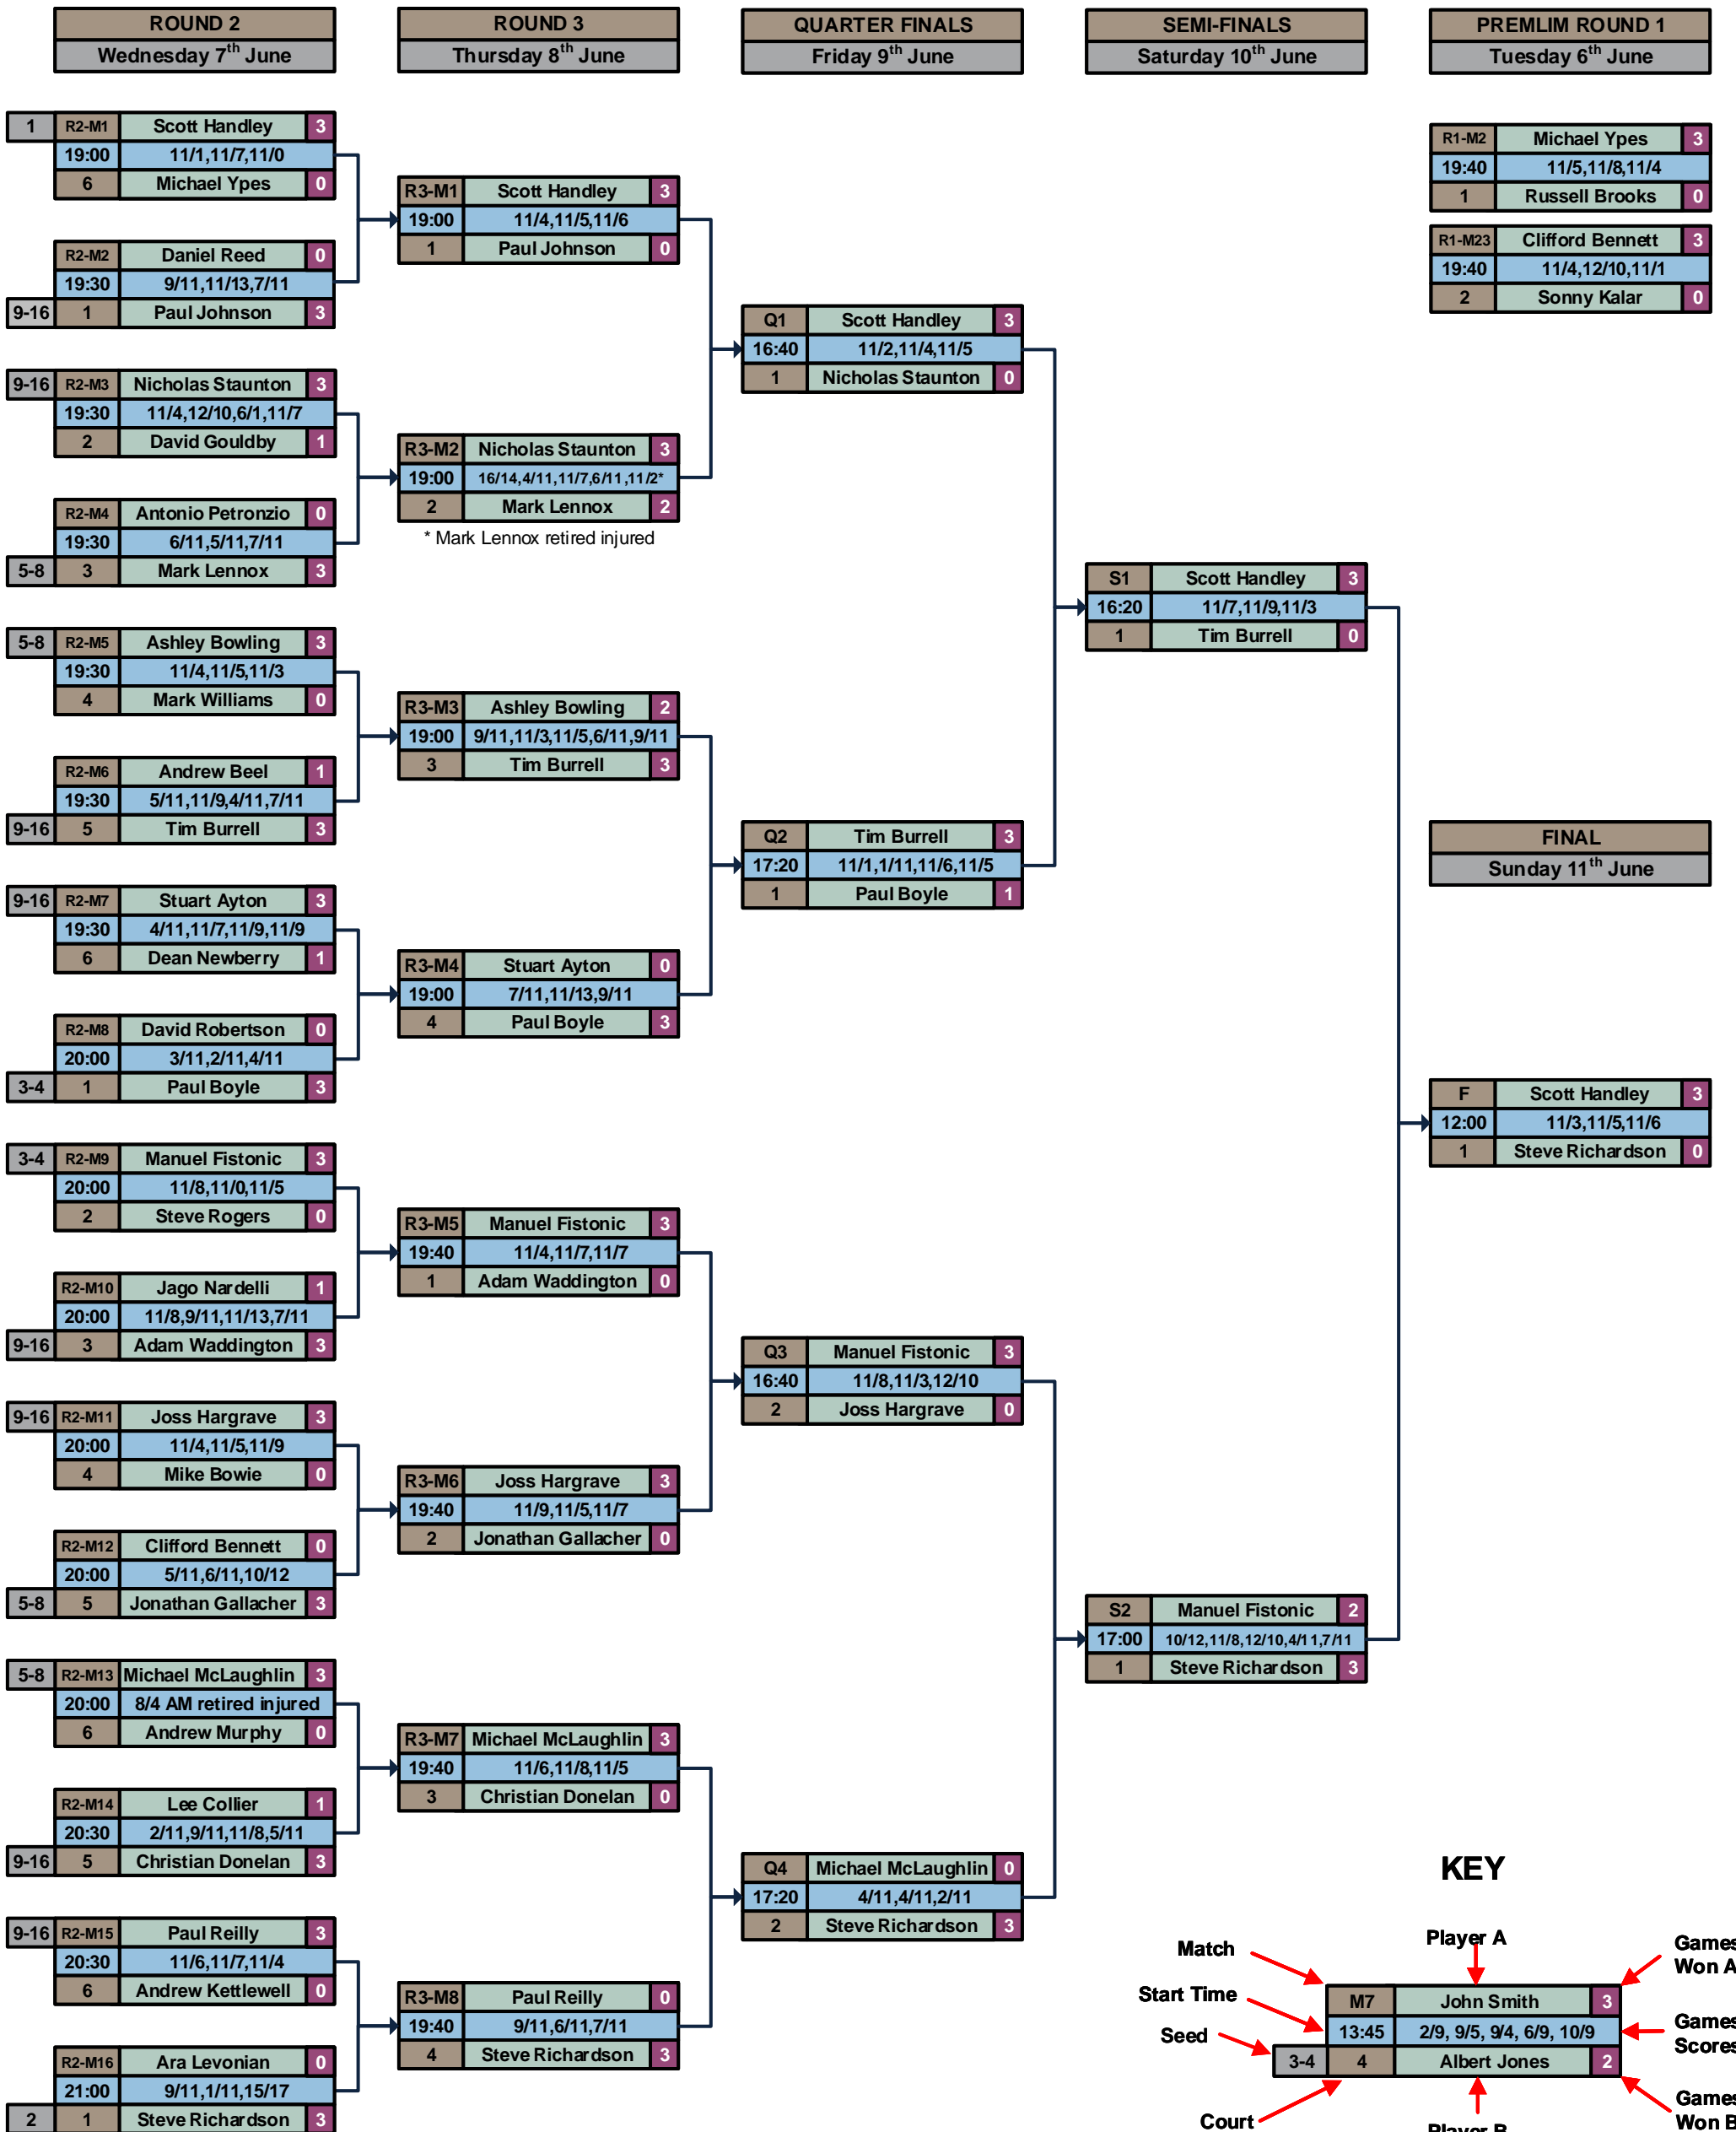 ROUND 2
Wednesday 7th June
ROUND 3
Thursday 8th June
QUARTER FINALS
Friday 9th June
SEMI-FINALS
Saturday 10th June
PREMLIM ROUND 1
Tuesday 6th June
1 R2-M1 Scott Handley 3
19:00 11/1,11/7,11/0
6 Michael Ypes 0
R2-M2 Daniel Reed 0
19:30 9/11,11/13,7/11
9-16 1 Paul Johnson 3
9-16 R2-M3 Nicholas Staunton 3
19:30 11/4,12/10,6/1,11/7
2 David Gouldby 1
R2-M4 Antonio Petronzio 0
19:30 6/11,5/11,7/11
5-8 3 Mark Lennox 3
5-8 R2-M5 Ashley Bowling 3
19:30 11/4,11/5,11/3
4 Mark Williams 0
R2-M6 Andrew Beel 1
19:30 5/11,11/9,4/11,7/11
9-16 5 Tim Burrell 3
9-16 R2-M7 Stuart Ayton 3
19:30 4/11,11/7,11/9,11/9
6 Dean Newberry 1
R2-M8 David Robertson 0
20:00 3/11,2/11,4/11
3-4 1 Paul Boyle 3
3-4 R2-M9 Manuel Fistonic 3
20:00 11/8,11/0,11/5
2 Steve Rogers 0
R2-M10 Jago Nardelli 1
20:00 11/8,9/11,11/13,7/11
9-16 3 Adam Waddington 3
9-16 R2-M11 Joss Hargrave 3
20:00 11/4,11/5,11/9
4 Mike Bowie 0
R2-M12 Clifford Bennett 0
20:00 5/11,6/11,10/12
5-8 5 Jonathan Gallacher 3
5-8 R2-M13 Michael McLaughlin 3
20:00 8/4 AM retired injured
6 Andrew Murphy 0
R2-M14 Lee Collier 1
20:30 2/11,9/11,11/8,5/11
9-16 5 Christian Donelan 3
9-16 R2-M15 Paul Reilly 3
20:30 11/6,11/7,11/4
6 Andrew Kettlewell 0
R2-M16 Ara Levonian 0
21:00 9/11,1/11,15/17
2 1 Steve Richardson 3
R3-M1 Scott Handley 3
19:00 11/4,11/5,11/6
1 Paul Johnson 0
R3-M2 Nicholas Staunton 3
19:00 16/14,4/11,11/7,6/11,11/2*
2 Mark Lennox 2
* Mark Lennox retired injured
R3-M3 Ashley Bowling 2
19:00 9/11,11/3,11/5,6/11,9/11
3 Tim Burrell 3
R3-M4 Stuart Ayton 0
19:00 7/11,11/13,9/11
4 Paul Boyle 3
R3-M5 Manuel Fistonic 3
19:40 11/4,11/7,11/7
1 Adam Waddington 0
R3-M6 Joss Hargrave 3
19:40 11/9,11/5,11/7
2 Jonathan Gallacher 0
R3-M7 Michael McLaughlin 3
19:40 11/6,11/8,11/5
3 Christian Donelan 0
R3-M8 Paul Reilly 0
19:40 9/11,6/11,7/11
4 Steve Richardson 3
Q1 Scott Handley 3
16:40 11/2,11/4,11/5
1 Nicholas Staunton 0
Q2 Tim Burrell 3
17:20 11/1,1/11,11/6,11/5
1 Paul Boyle 1
Q3 Manuel Fistonic 3
16:40 11/8,11/3,12/10
2 Joss Hargrave 0
Q4 Michael McLaughlin 0
17:20 4/11,4/11,2/11
2 Steve Richardson 3
S1 Scott Handley 3
16:20 11/7,11/9,11/3
1 Tim Burrell 0
S2 Manuel Fistonic 2
17:00 10/12,11/8,12/10,4/11,7/11
1 Steve Richardson 3
R1-M2 Michael Ypes 3
19:40 11/5,11/8,11/4
1 Russell Brooks 0
R1-M23 Clifford Bennett 3
19:40 11/4,12/10,11/1
2 Sonny Kalar 0
FINAL
Sunday 11th June
F Scott Handley 3
12:00 11/3,11/5,11/6
1 Steve Richardson 0
KEY
Match
Player A
Games
Won A
Start Time
M7 John Smith 3
13:45 2/9, 9/5, 9/4, 6/9, 10/9
Games
Scores
Seed
3-4 4 Albert Jones 2
Court
Player B
Games
Won B